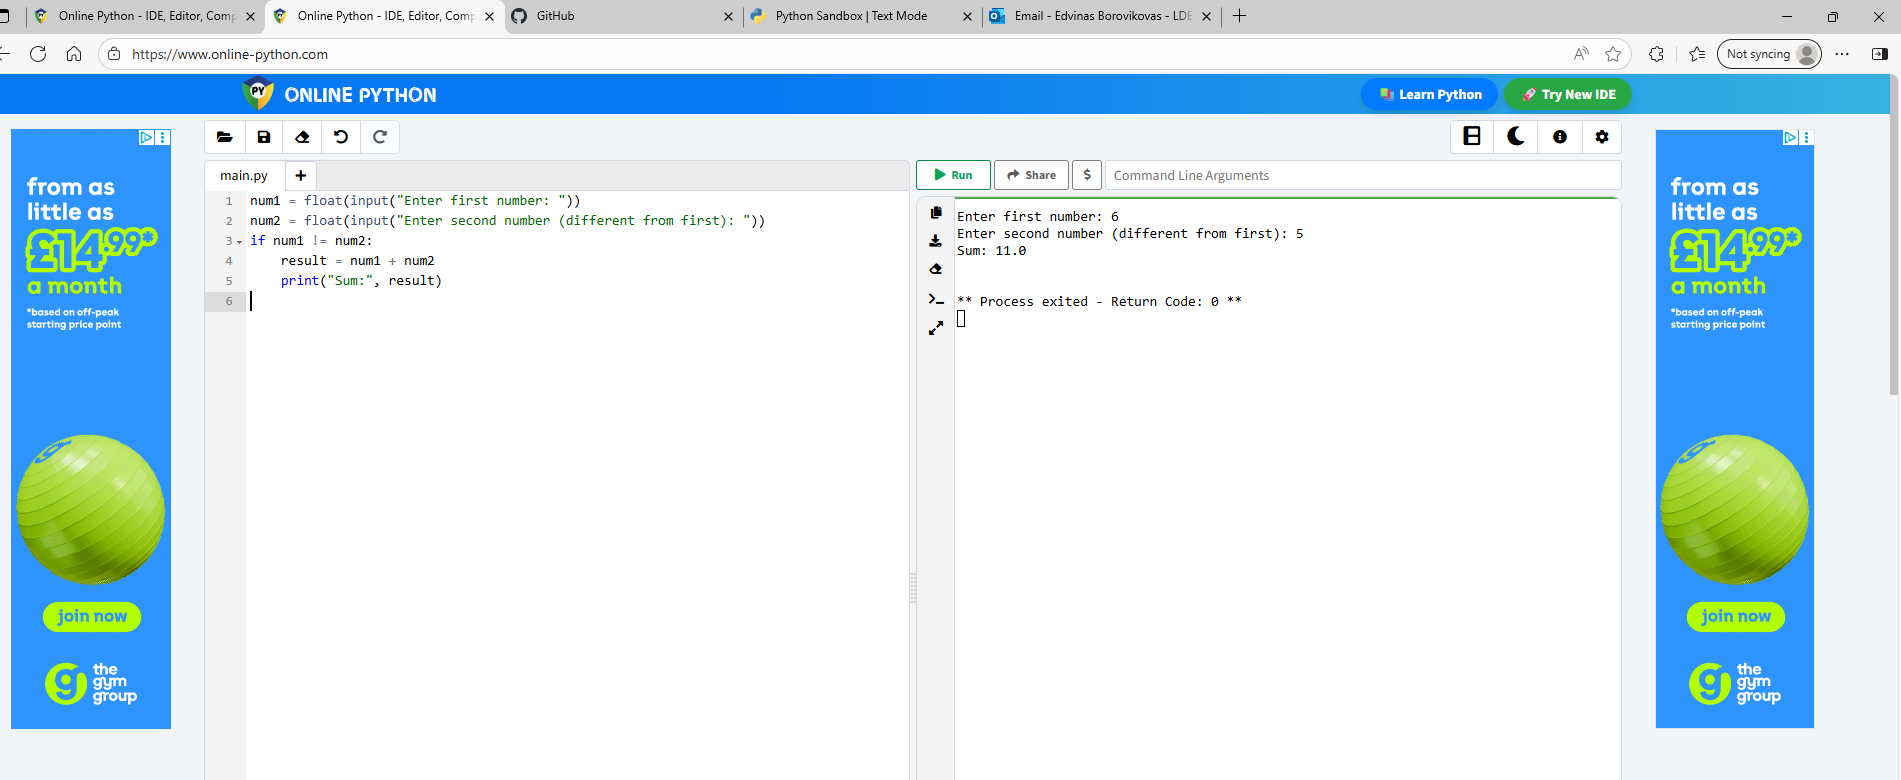 Online Python - IDE, Editor, Comp
Online Python - IDE, Editor, Comp
GitHub
Python Sandbox | Text Mode
Email - Edvinas Borovikovas - LDE
https://www.online-python.com
Not syncing
PY
ONLINE PYTHON
Learn Python
Try New IDE
main.py
Run
Share
$
Command Line Arguments
1 num1 = float(input("Enter first number: "))
2 num2 = float(input("Enter second number (different from first): "))
3 if num1 != num2:
4     result = num1 + num2
5     print("Sum:", result)
6
Enter first number: 6
Enter second number (different from first): 5
Sum: 11.0
** Process exited - Return Code: 0 **
from as
little as
£14.99*
a month
*based on off-peak
starting price point
join now
the
gym
group
from as
little as
£14.99*
a month
*based on off-peak
starting price point
join now
the
gym
group